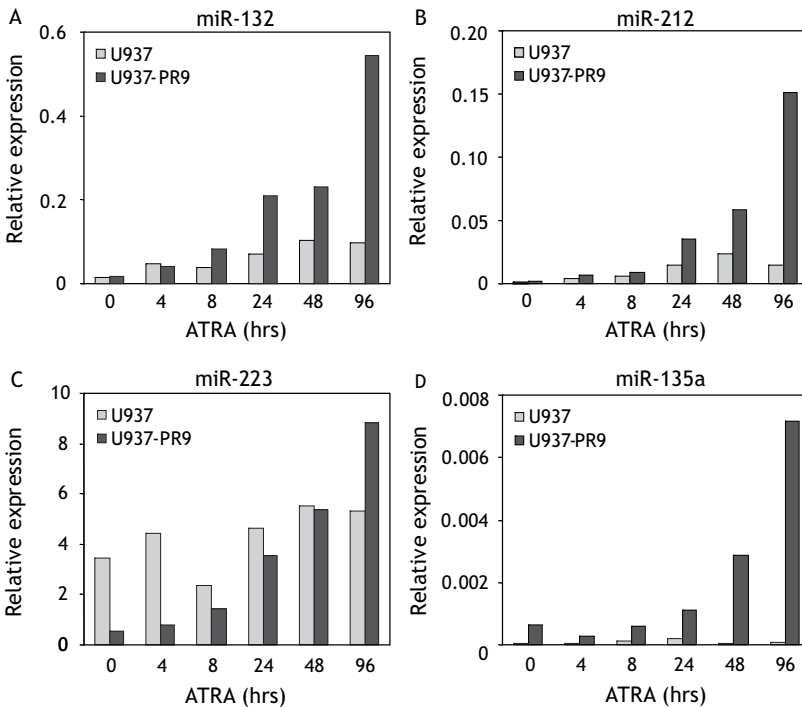 A
miR-132
Relative expression
0.6
0.4
0.2
0
U937
U937-PR9
0 4 8 24 48 96
ATRA (hrs)
B
miR-212
Relative expression
0.20
0.15
0.10
0.05
0
U937
U937-PR9
0 4 8 24 48 96
ATRA (hrs)
C
miR-223
Relative expression
10
8
6
4
2
0
U937
U937-PR9
0 4 8 24 48 96
ATRA (hrs)
D
miR-135a
Relative expression
0.008
0.006
0.004
0.002
0
U937
U937-PR9
0 4 8 24 48 96
ATRA (hrs)